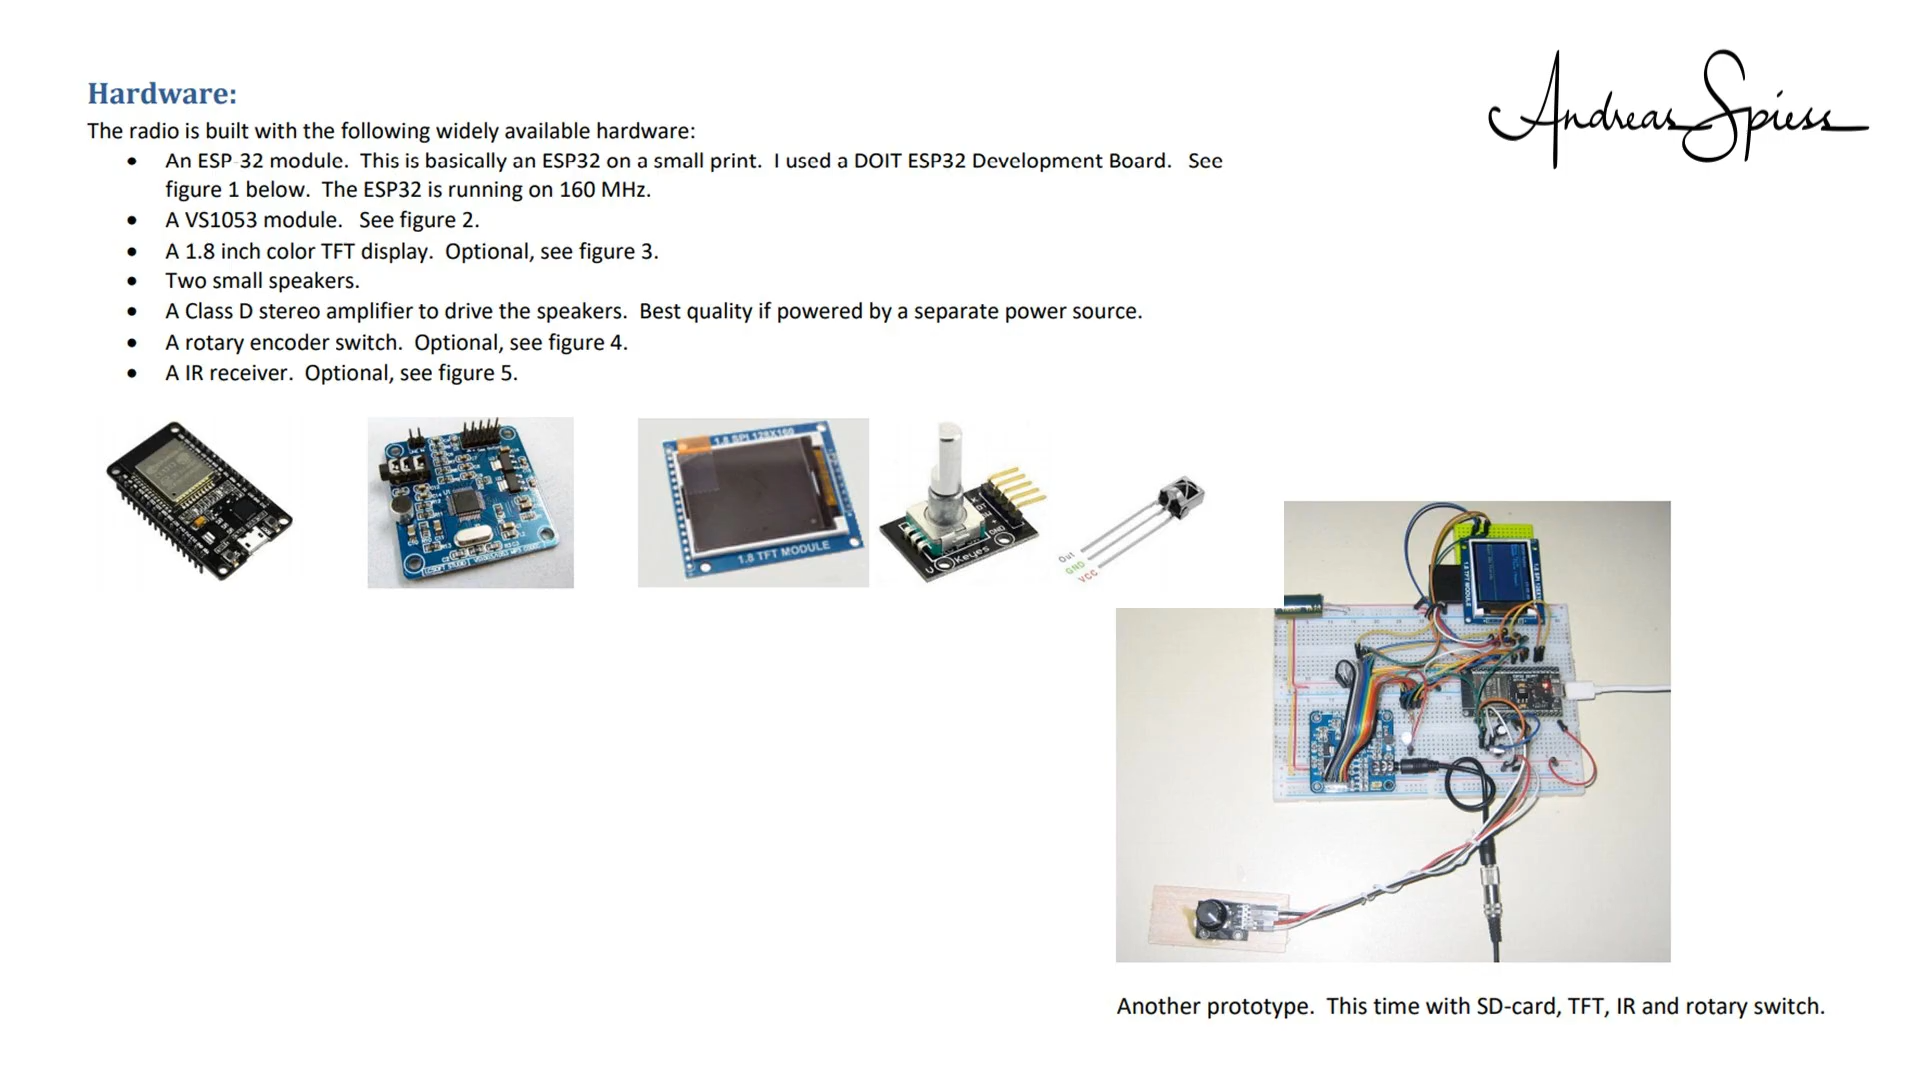 Andreas Spiess
Hardware:
The radio is built with the following widely available hardware:
• An ESP-32 module. This is basically an ESP32 on a small print. I used a DOIT ESP32 Development Board. See
figure 1 below. The ESP32 is running on 160 MHz.
• A VS1053 module. See figure 2.
• A 1.8 inch color TFT display. Optional, see figure 3.
• Two small speakers.
• A Class D stereo amplifier to drive the speakers. Best quality if powered by a separate power source.
• A rotary encoder switch. Optional, see figure 4.
• A IR receiver. Optional, see figure 5.
1.8 SPI 128X160
1.8 TFT MODULE
Keyes
GND
Out
GND
VCC
1.8 TFT MODULE
Another prototype. This time with SD-card, TFT, IR and rotary switch.